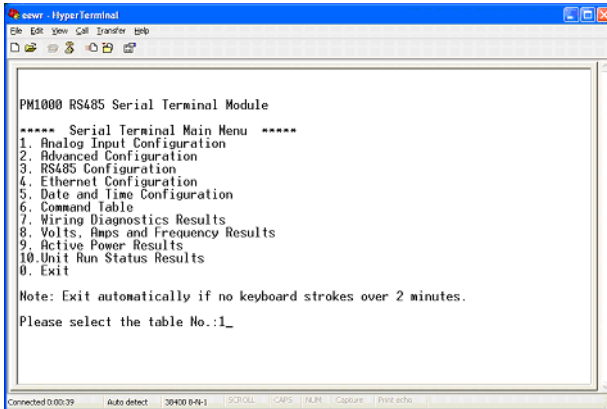 eewr - HyperTerminal
File Edit View Call Transfer Help
PM1000 RS485 Serial Terminal Module
***** Serial Terminal Main Menu *****
1. Analog Input Configuration
2. Advanced Configuration
3. RS485 Configuration
4. Ethernet Configuration
5. Date and Time Configuration
6. Command Table
7. Wiring Diagnostics Results
8. Volts, Amps and Frequency Results
9. Active Power Results
10.Unit Run Status Results
0. Exit
Note: Exit automatically if no keyboard strokes over 2 minutes.
Please select the table No.:1_
Connected 0:00:39 Auto detect 38400 8-N-1 SCROLL CAPS NUM Capture Print echo